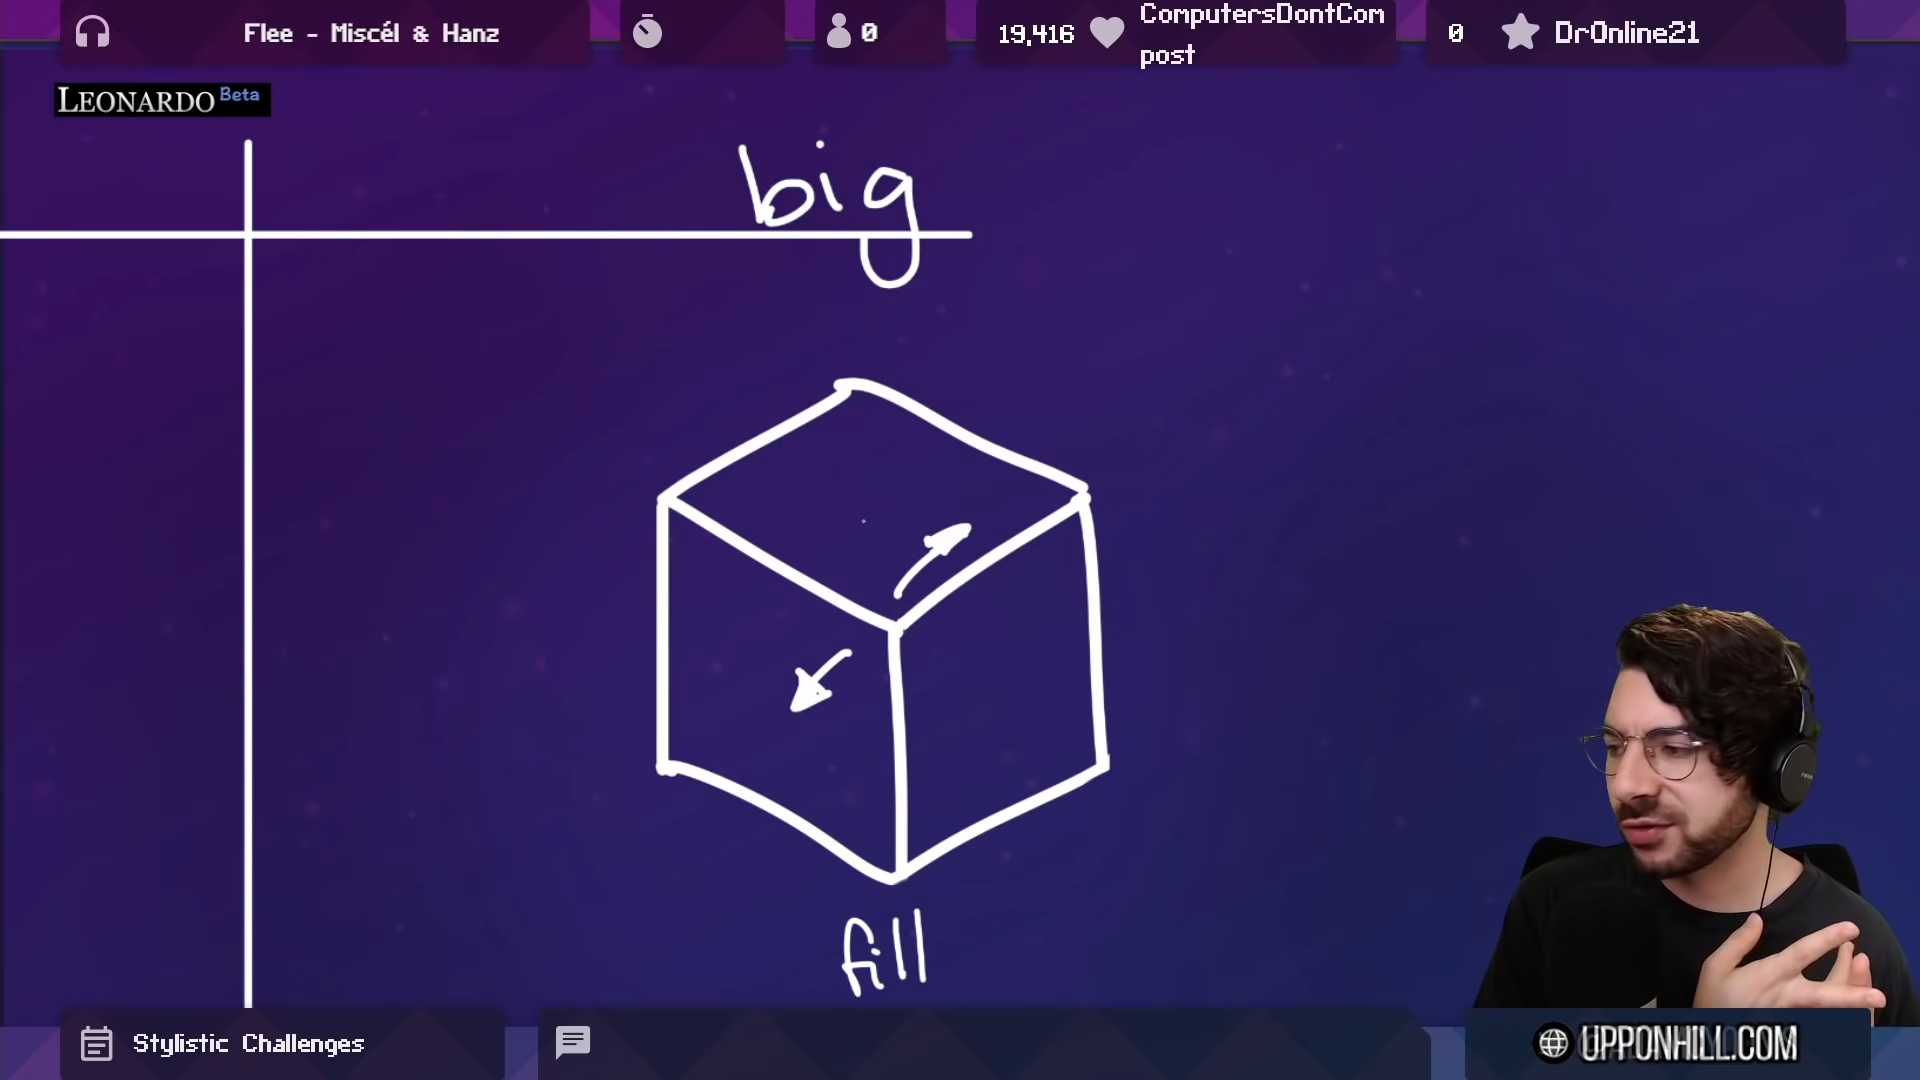 Flee - Miscél & Hanz
0
19,416
ComputersDontCom
post
0
DrOnline21
LEONARDO Beta
big
fill
Stylistic Challenges
UPPONHILL.COM